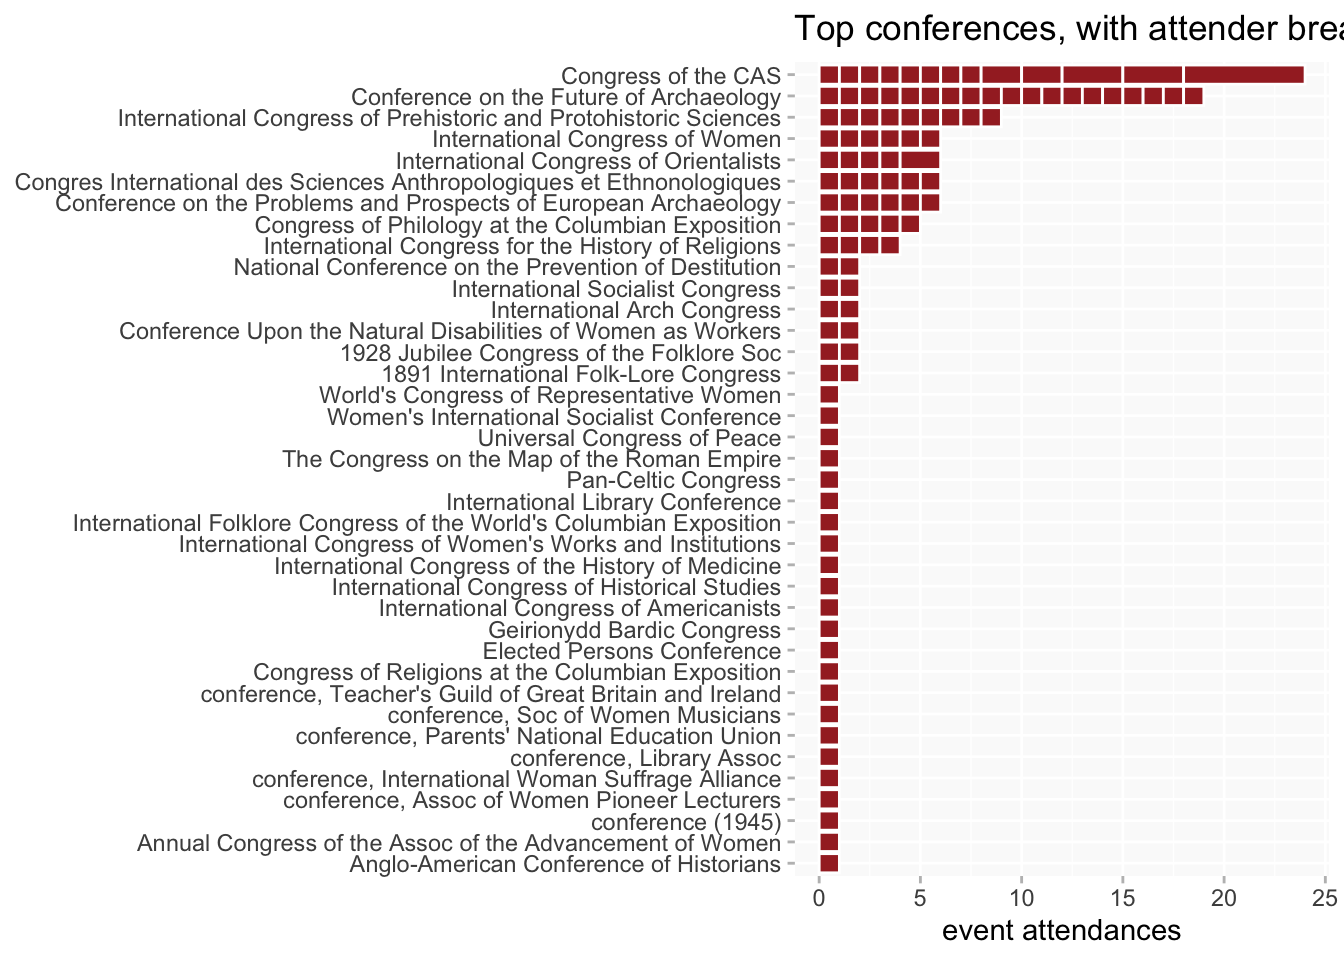 Top conferences, with attender brea
Congress of the CAS
Conference on the Future of Archaeology
International Congress of Prehistoric and Protohistoric Sciences
International Congress of Women
International Congress of Orientalists
Congres International des Sciences Anthropologiques et Ethnonologiques
Conference on the Problems and Prospects of European Archaeology
Congress of Philology at the Columbian Exposition
International Congress for the History of Religions
National Conference on the Prevention of Destitution
International Socialist Congress
International Arch Congress
Conference Upon the Natural Disabilities of Women as Workers
1928 Jubilee Congress of the Folklore Soc
1891 International Folk-Lore Congress
World's Congress of Representative Women
Women's International Socialist Conference
Universal Congress of Peace
The Congress on the Map of the Roman Empire
Pan-Celtic Congress
International Library Conference
International Folklore Congress of the World's Columbian Exposition
International Congress of Women's Works and Institutions
International Congress of the History of Medicine
International Congress of Historical Studies
International Congress of Americanists
Geirionydd Bardic Congress
Elected Persons Conference
Congress of Religions at the Columbian Exposition
conference, Teacher's Guild of Great Britain and Ireland
conference, Soc of Women Musicians
conference, Parents' National Education Union
conference, Library Assoc
conference, International Woman Suffrage Alliance
conference, Assoc of Women Pioneer Lecturers
conference (1945)
Annual Congress of the Assoc of the Advancement of Women
Anglo-American Conference of Historians
0 5 10 15 20 25
event attendances